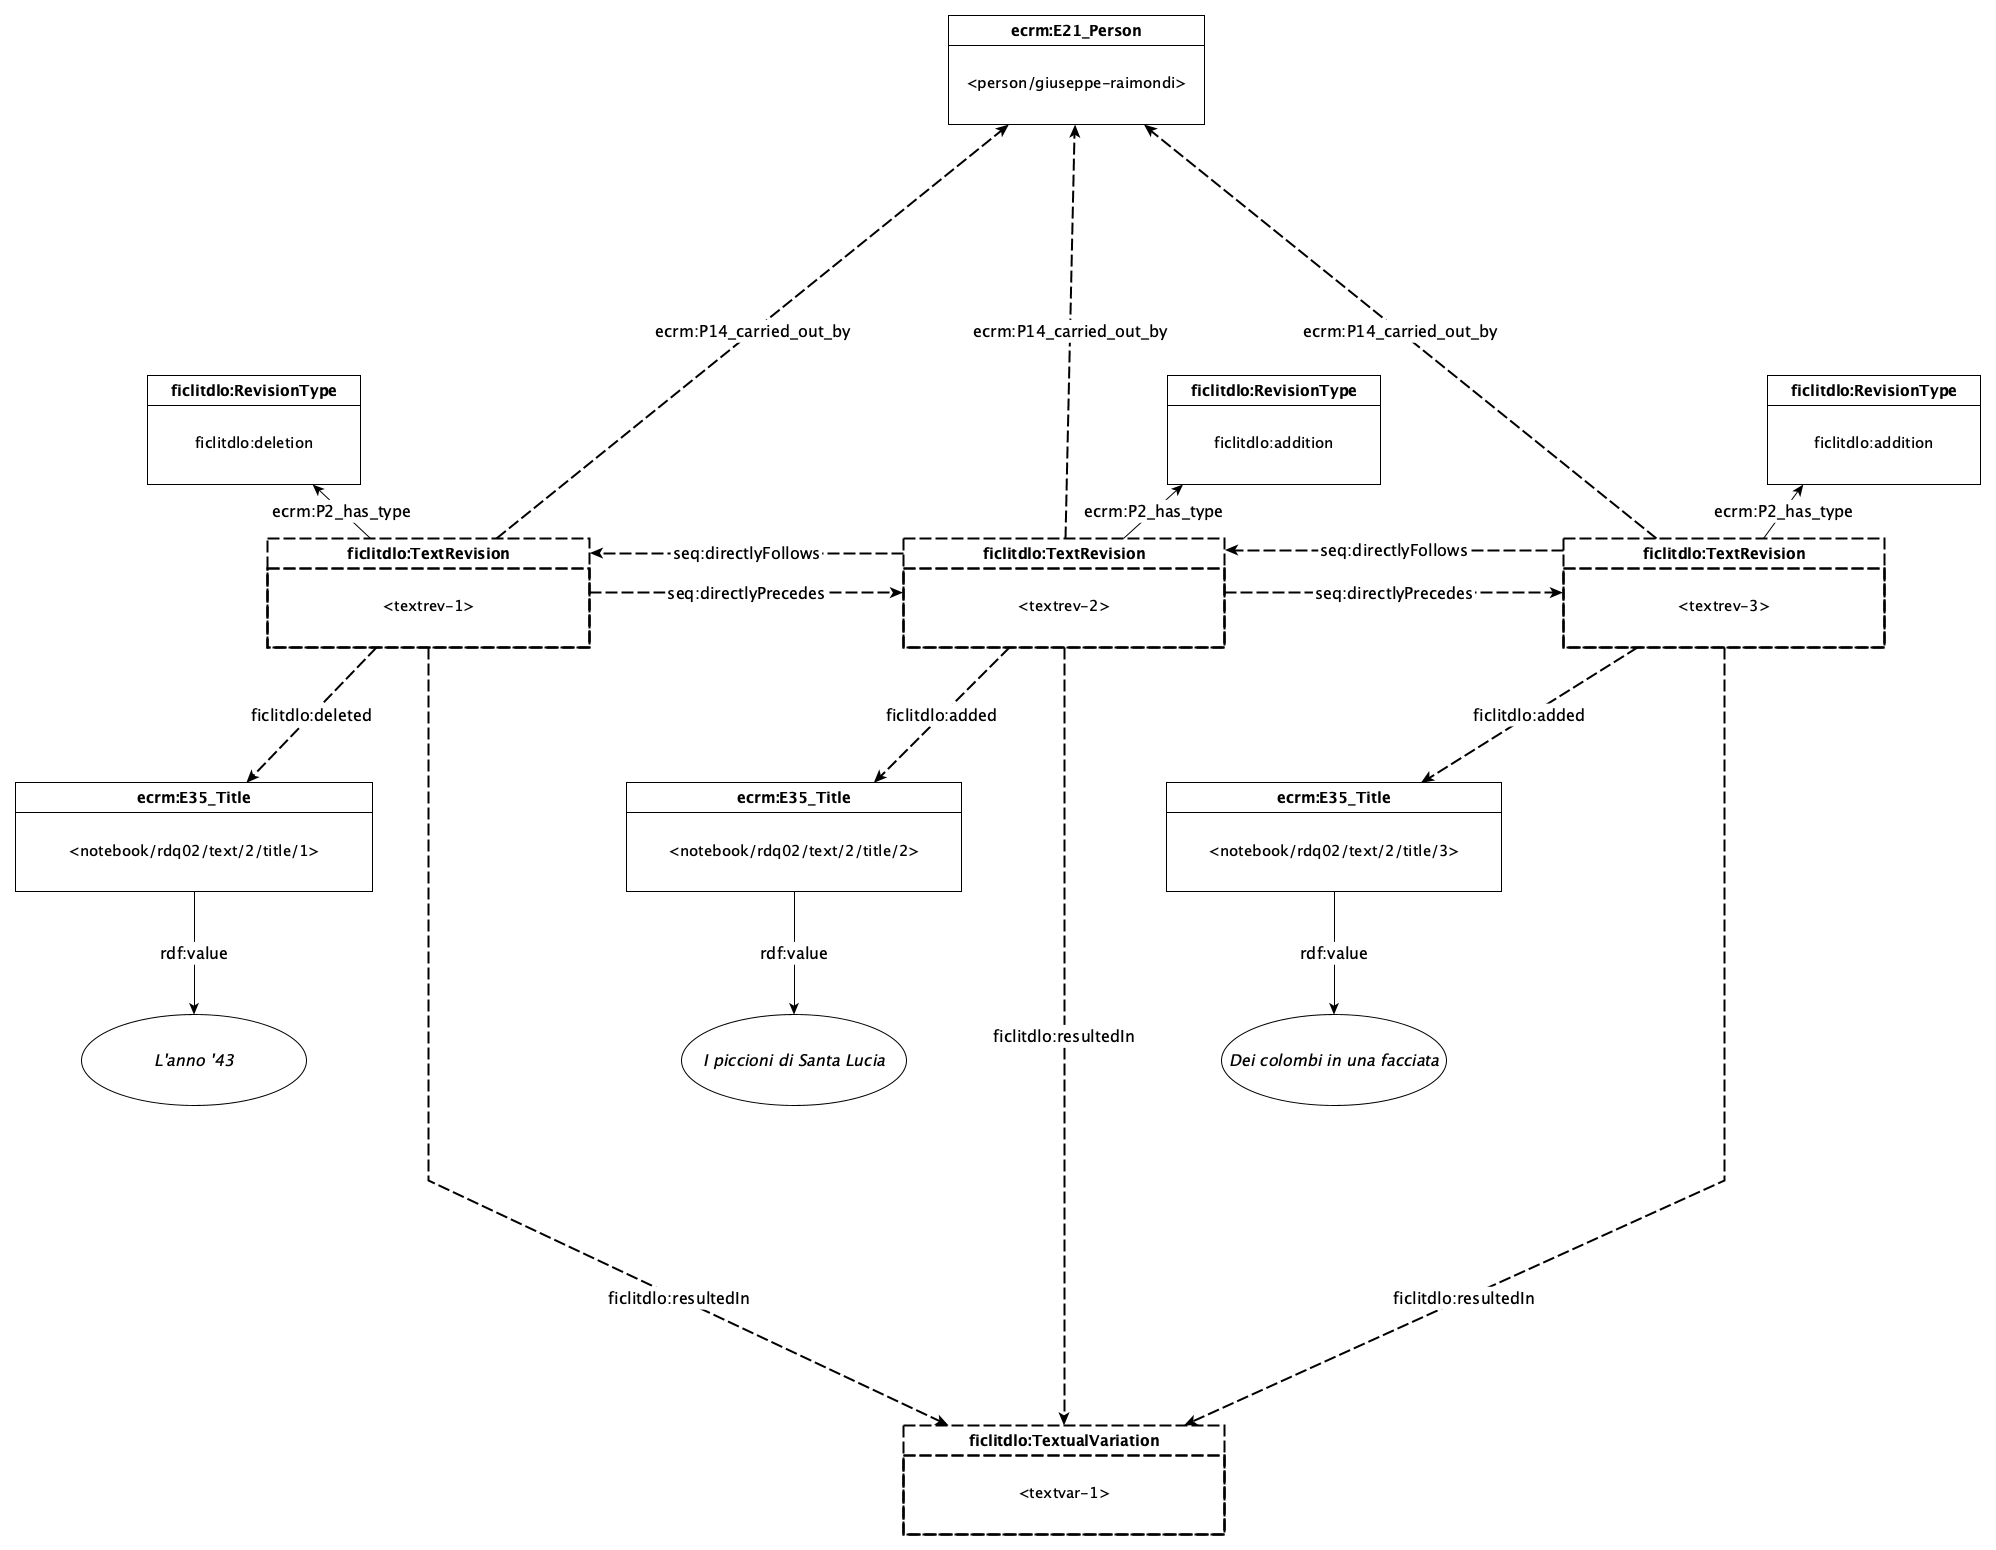 ecrm:E21_Person
<person/giuseppe-raimondi>
ecrm:P14_carried_out_by
ecrm:P14_carried_out_by
ecrm:P14_carried_out_by
ficlitdlo:RevisionType
ficlitdlo:deletion
ficlitdlo:RevisionType
ficlitdlo:addition
ficlitdlo:RevisionType
ficlitdlo:addition
ecrm:P2_has_type
ecrm:P2_has_type
ecrm:P2_has_type
ficlitdlo:TextRevision
<textrev-1>
seq:directlyFollows
seq:directlyPrecedes
ficlitdlo:TextRevision
<textrev-2>
seq:directlyFollows
seq:directlyPrecedes
ficlitdlo:TextRevision
<textrev-3>
ficlitdlo:deleted
ficlitdlo:added
ficlitdlo:added
ecrm:E35_Title
<notebook/rdq02/text/2/title/1>
ecrm:E35_Title
<notebook/rdq02/text/2/title/2>
ecrm:E35_Title
<notebook/rdq02/text/2/title/3>
rdf:value
rdf:value
rdf:value
L'anno '43
I piccioni di Santa Lucia
Dei colombi in una facciata
ficlitdlo:resultedIn
ficlitdlo:resultedIn
ficlitdlo:resultedIn
ficlitdlo:TextualVariation
<textvar-1>